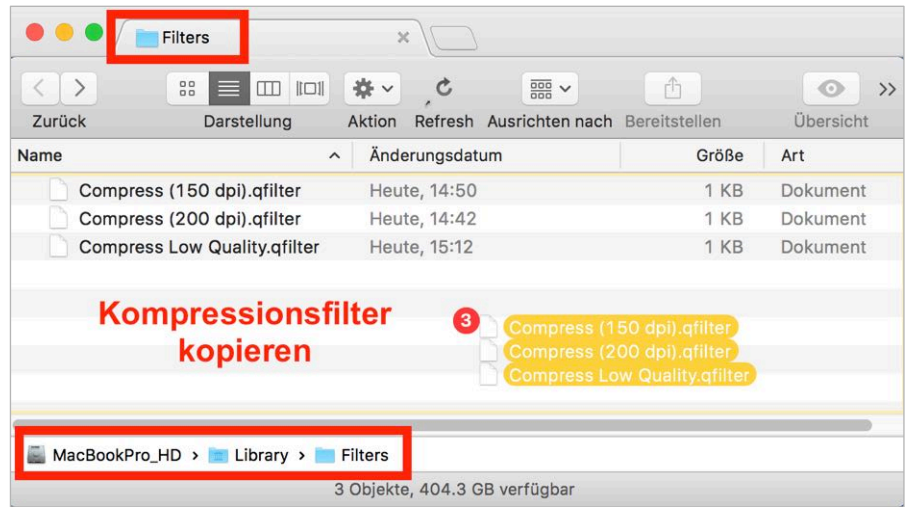 Filters
Zurück Darstellung Aktion Refresh Ausrichten nach Bereitstellen Übersicht
Name Änderungsdatum Größe Art
Compress (150 dpi).qfilter Heute, 14:50 1 KB Dokument
Compress (200 dpi).qfilter Heute, 14:42 1 KB Dokument
Compress Low Quality.qfilter Heute, 15:12 1 KB Dokument
Kompressionsfilter
kopieren
3
Compress (150 dpi).qfilter
Compress (200 dpi).qfilter
Compress Low Quality.qfilter
MacBookPro_HD > Library > Filters
3 Objekte, 404.3 GB verfügbar